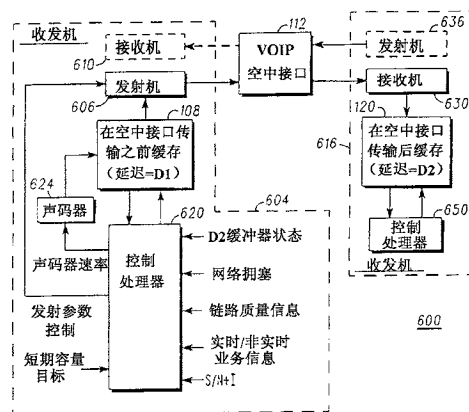 收发机
610
接收机
发射机
606
112
VOIP
空中接口
636
发射机
接收机
630
108
在空中接口传
输之前缓存
(延迟=D1)
120
在空中接口
传输后缓存
(延迟=D2)
616
624
声码器
620
604
650
控制
处理器
收发机
声码器速率
控制
处理器
D2缓冲器状态
网络拥塞
链路质量信息
实时/非实时
业务信息
S/N+I
发射参数
控制
短期容量
目标
600